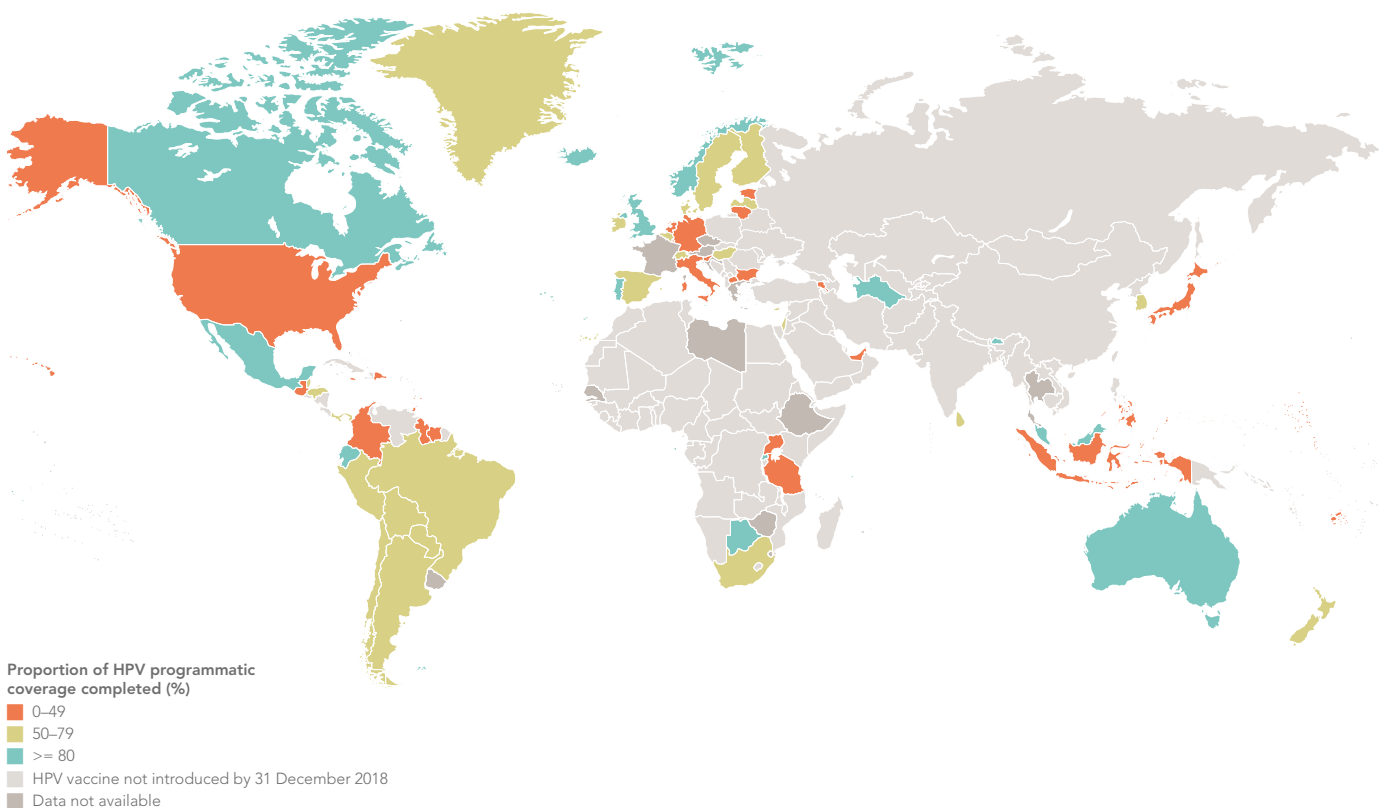 Proportion of HPV programmatic
coverage completed (%)
0–49
50–79
>= 80
HPV vaccine not introduced by 31 December 2018
Data not available